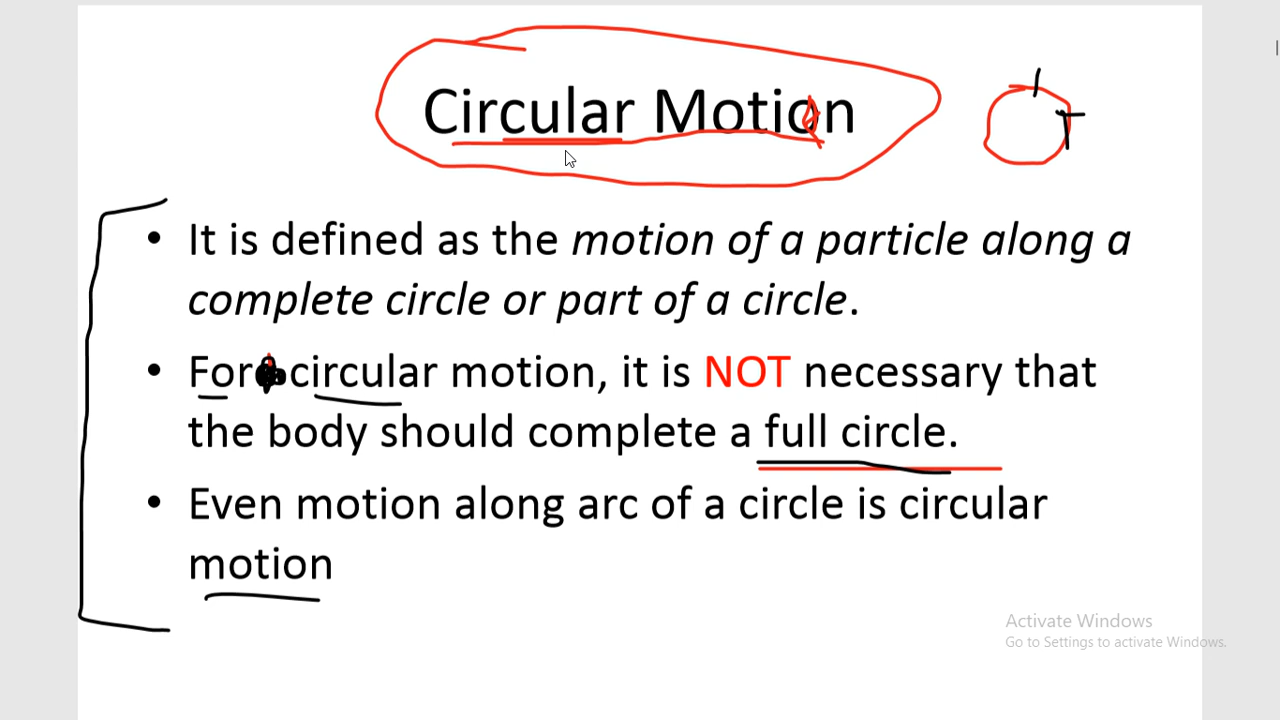 Circular Motion
• It is defined as the motion of a particle along a
complete circle or part of a circle.
• For circular motion, it is NOT necessary that
the body should complete a full circle.
• Even motion along arc of a circle is circular
motion
Activate Windows
Go to Settings to activate Windows.